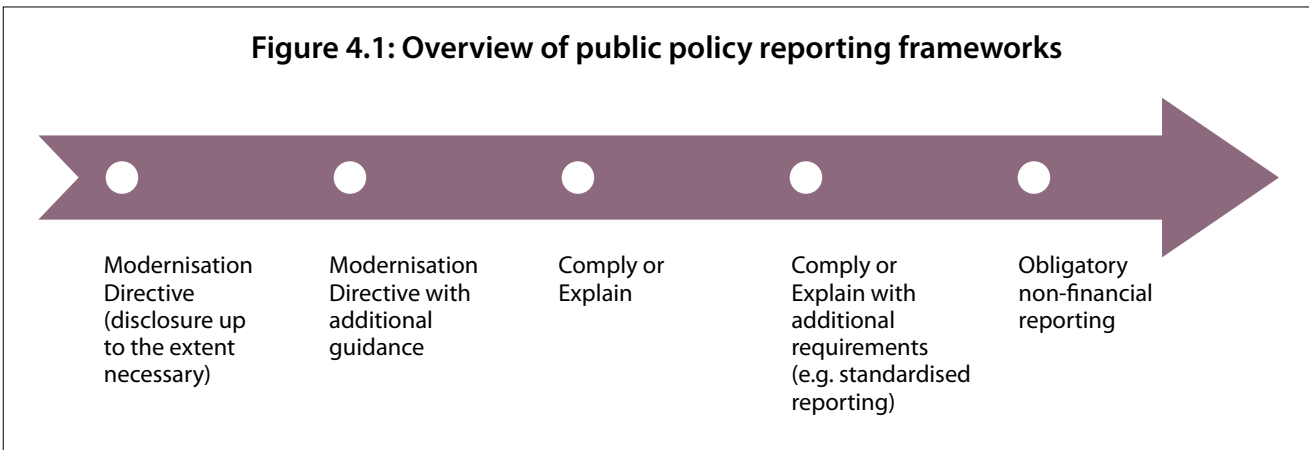 Figure 4.1: Overview of public policy reporting frameworks
Modernisation
Directive
(disclosure up
to the extent
necessary)
Modernisation
Directive with
additional
guidance
Comply or
Explain
Comply or
Explain with
additional
requirements
(e.g. standardised
reporting)
Obligatory
non-financial
reporting